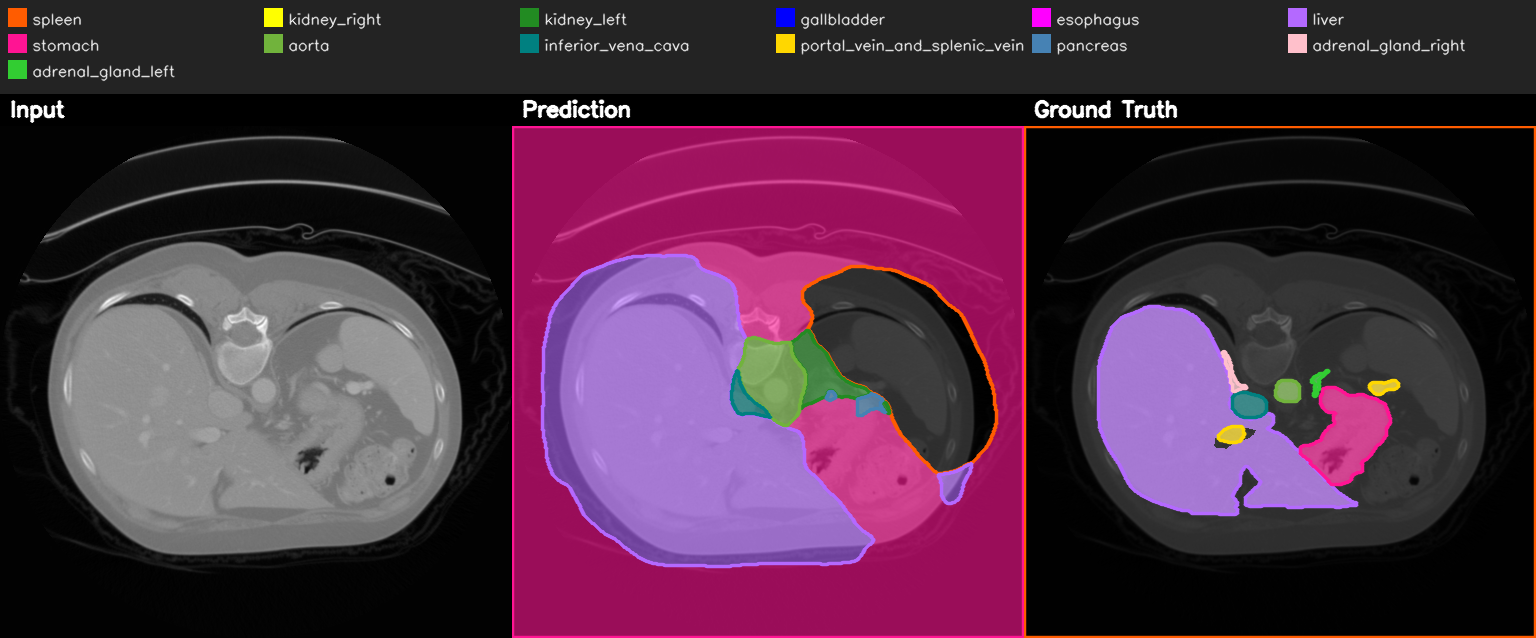 spleen kidney_right kidney_left gallbladder esophagus liver
stomach aorta inferior_vena_cava portal_vein_and_splenic_vein pancreas adrenal_gland_right
adrenal_gland_left
Input Prediction Ground Truth